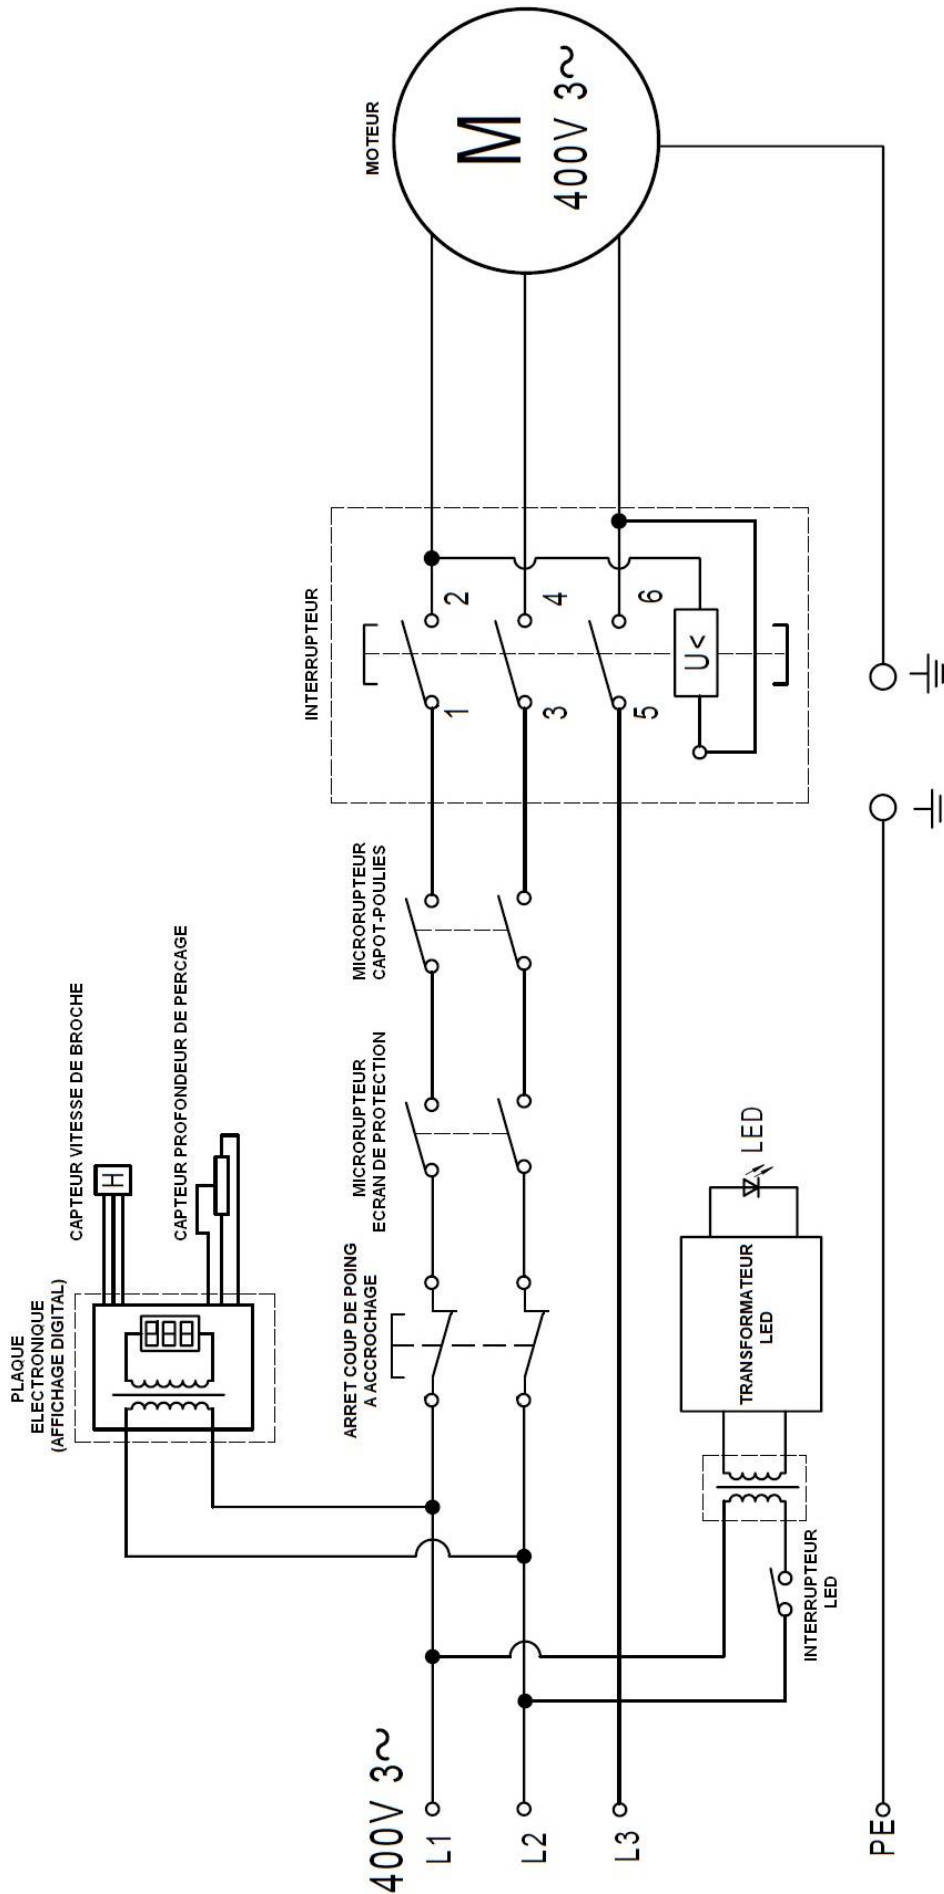 MOTEUR
M
400V 3~
INTERRUPTEUR
2
4
6
1
3
5
U<
MICRORUPTEUR
CAPOT-POULIES
MICRORUPTEUR
ECRAN DE PROTECTION
ARRET COUP DE POING
A ACCROCHAGE
CAPTEUR VITESSE DE BROCHE
H
CAPTEUR PROFONDEUR DE PERCAGE
PLAQUE
ELECTRONIQUE
(AFFICHAGE DIGITAL)
888
LED
TRANSFORMATEUR
LED
INTERRUPTEUR
LED
400V 3~
L1
L2
L3
PE